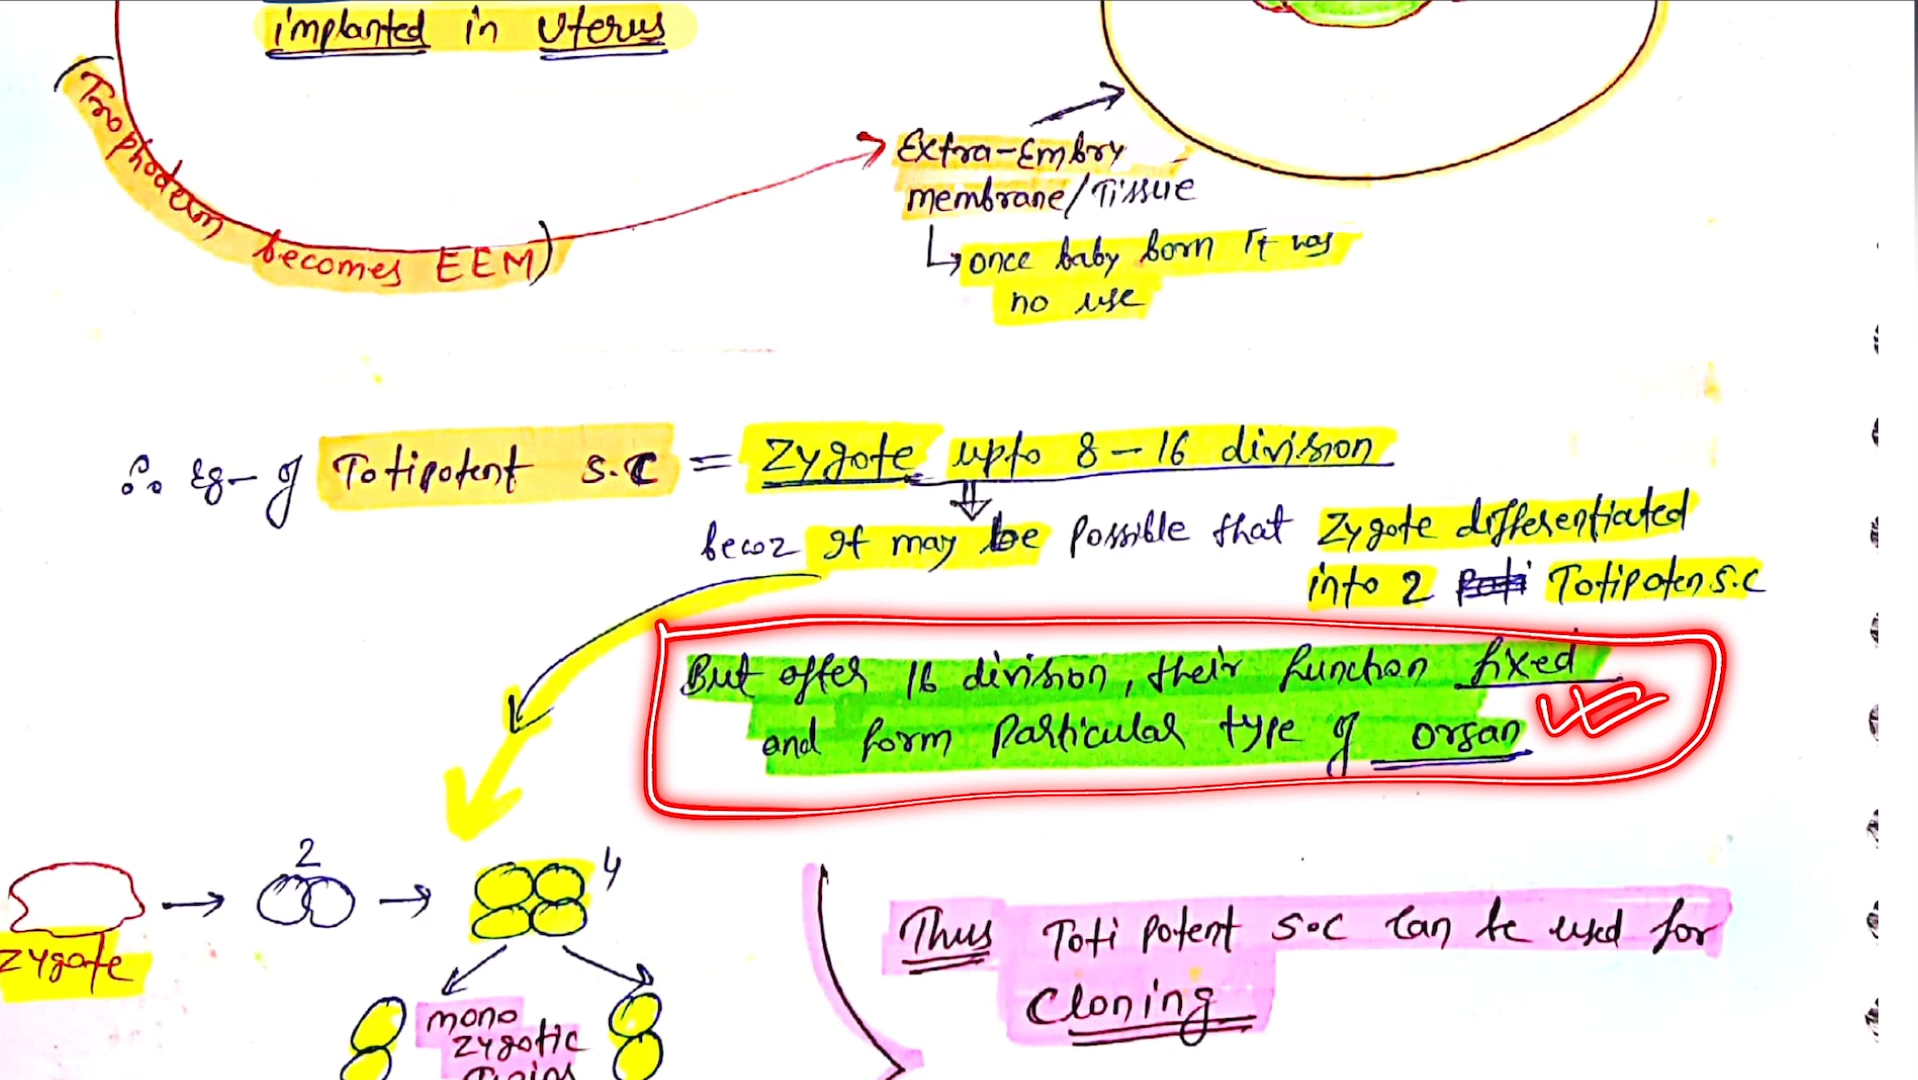 implanted in Uterus
(Trophoderm becomes EEM)
Extra-Embry
membrane/Tissue
once baby born It has
no use
∴ Eg- of Totipotent S.C = Zygote upto 8-16 division
becoz It may be Possible that Zygote differentiated
into 2 Totipoten S.C
But after 16 division, their function fixed
and form Particular type of organ
2
4
Zygote
mono
Zygotic
Twins
Thus Toti Potent S.C Can be used for
Cloning